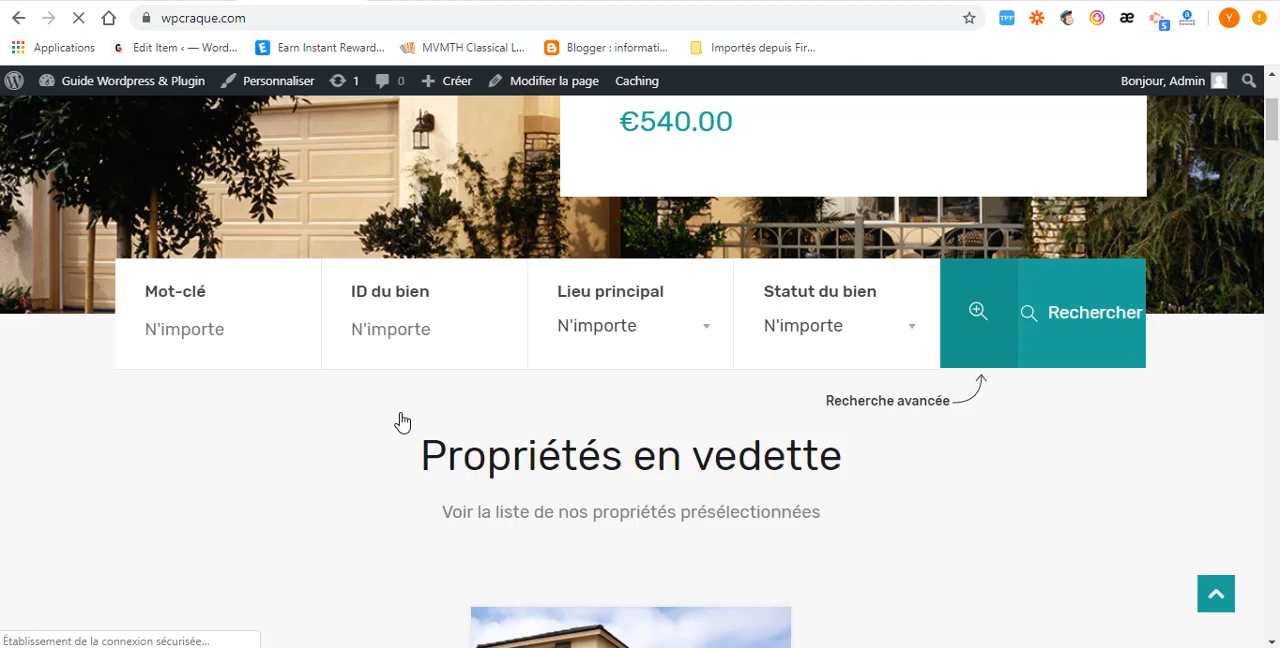 wpcraque.com
Applications
Edit Item ‹ — Word...
Earn Instant Reward...
MVMTH Classical L...
Blogger : informati...
Importés depuis Fir...
Guide Wordpress & Plugin
Personnaliser
1
0
Créer
Modifier la page
Caching
Bonjour, Admin
€540.00
Mot-clé
ID du bien
Lieu principal
Statut du bien
N'importe
N'importe
N'importe
N'importe
Rechercher
Recherche avancée
Propriétés en vedette
Voir la liste de nos propriétés présélectionnées
Établissement de la connexion sécurisée...